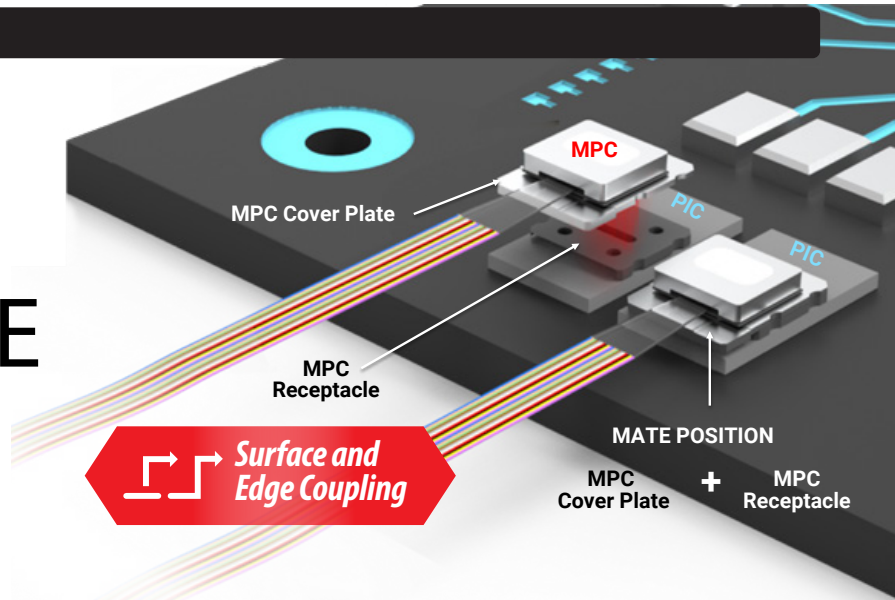 MPC
MPC Cover Plate
PIC
PIC
E
MPC
Receptacle
Surface and
Edge Coupling
MATE POSITION
MPC
Cover Plate
+
MPC
Receptacle